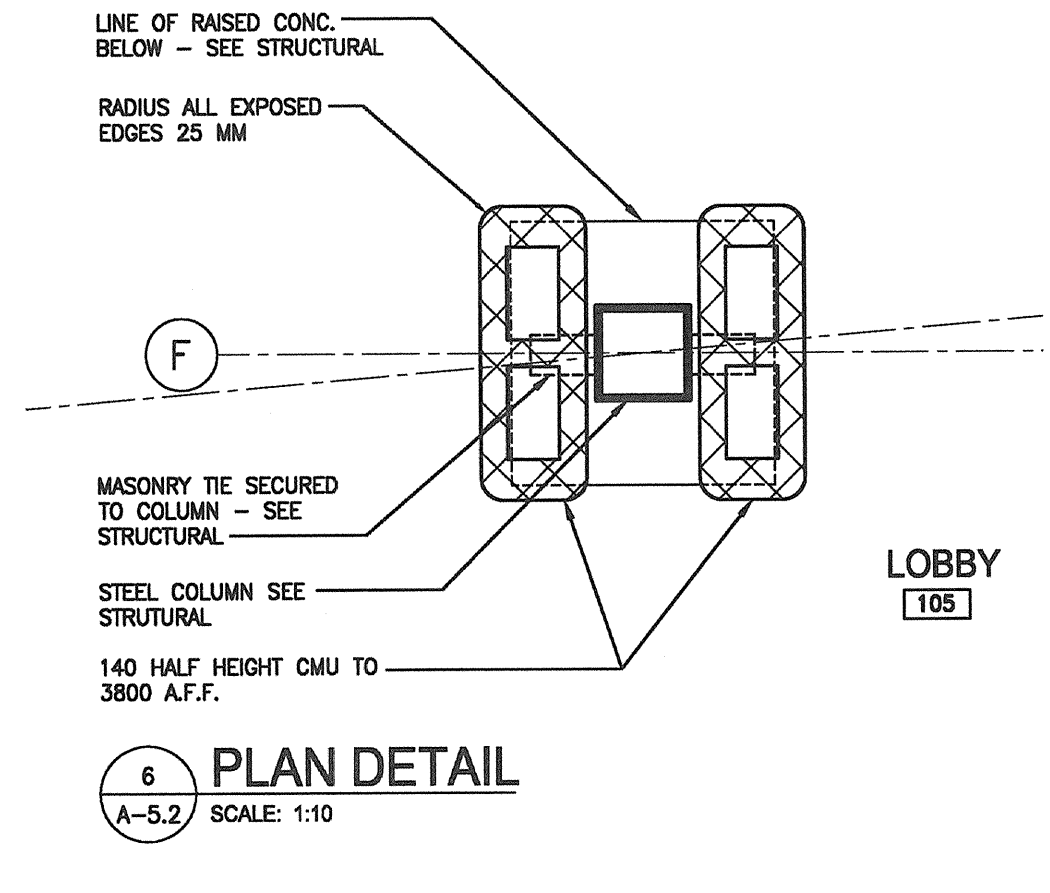 LINE OF RAISED CONC.
BELOW – SEE STRUCTURAL
RADIUS ALL EXPOSED
EDGES 25 MM
F
MASONRY TIE SECURED
TO COLUMN – SEE
STRUCTURAL
STEEL COLUMN SEE
STRUTURAL
140 HALF HEIGHT CMU TO
3800 A.F.F.
LOBBY
105
6
A–5.2
PLAN DETAIL
SCALE: 1:10